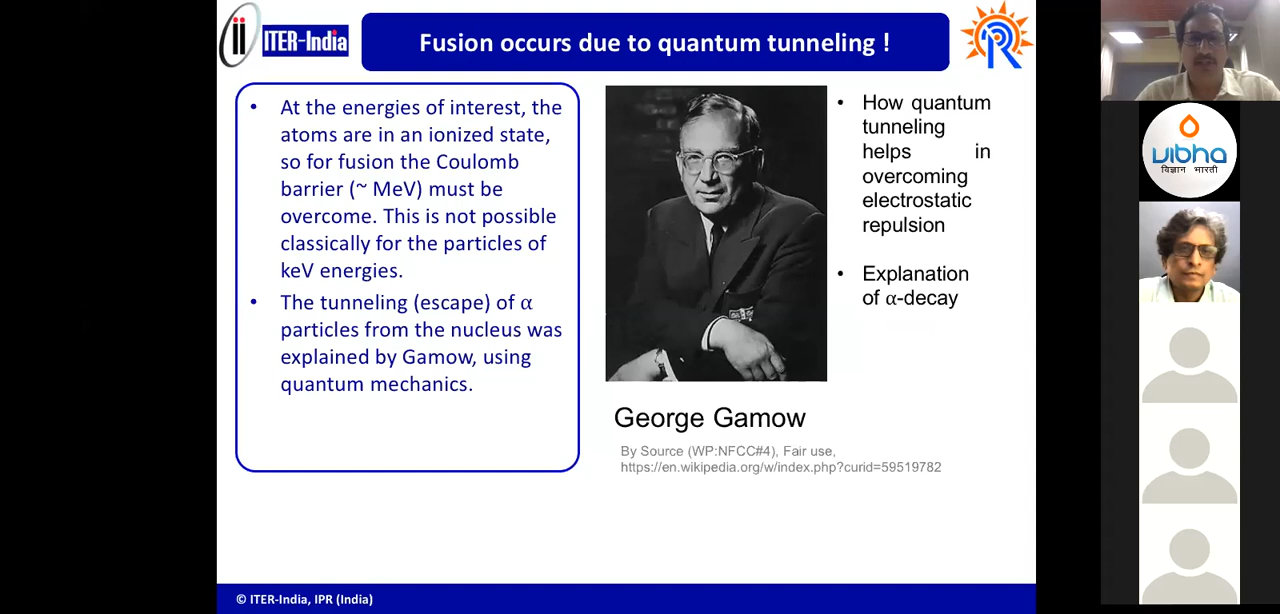 ITER-India
Fusion occurs due to quantum tunneling !
• At the energies of interest, the
atoms are in an ionized state,
so for fusion the Coulomb
barrier (~ MeV) must be
overcome. This is not possible
classically for the particles of
keV energies.
• The tunneling (escape) of α
particles from the nucleus was
explained by Gamow, using
quantum mechanics.
George Gamow
By Source (WP:NFCC#4), Fair use,
https://en.wikipedia.org/w/index.php?curid=59519782
• How quantum
tunneling
helps in
overcoming
electrostatic
repulsion
• Explanation
of α-decay
© ITER-India, IPR (India)
vibha
विज्ञान भारती